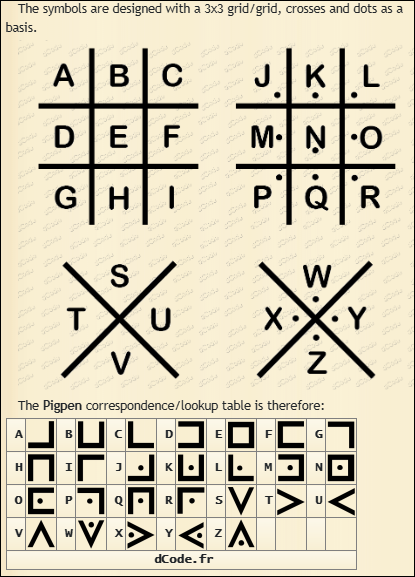 The symbols are designed with a 3x3 grid/grid, crosses and dots as a
basis.
A B C
D E F
G H I
J K L
M N O
P Q R
S
T U
V
W
X Y
Z
The Pigpen correspondence/lookup table is therefore:
A B C D E F G
H I J K L M N
O P Q R S T U
V W X Y Z
dCode.fr